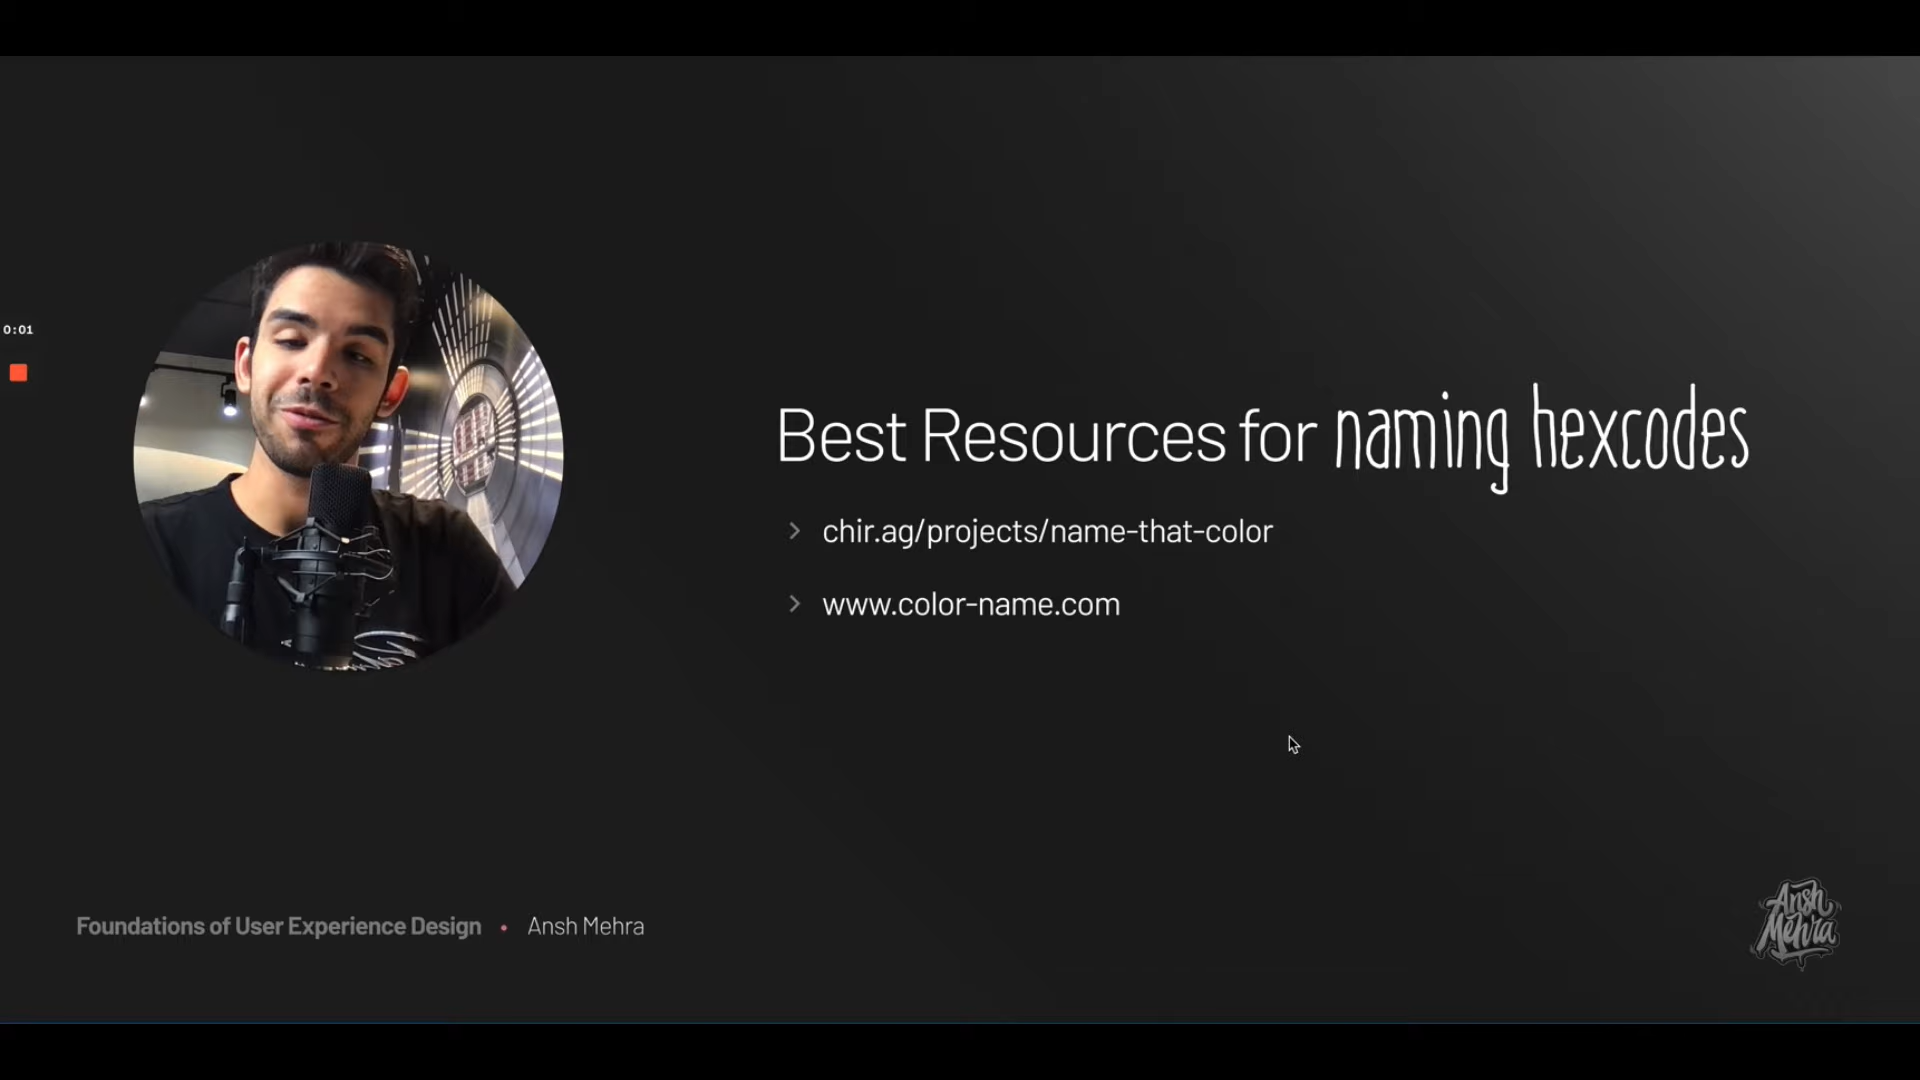 0:01
Best Resources for naming hexcodes
chir.ag/projects/name-that-color
www.color-name.com
Foundations of User Experience Design • Ansh Mehra
Ansh
Mehra